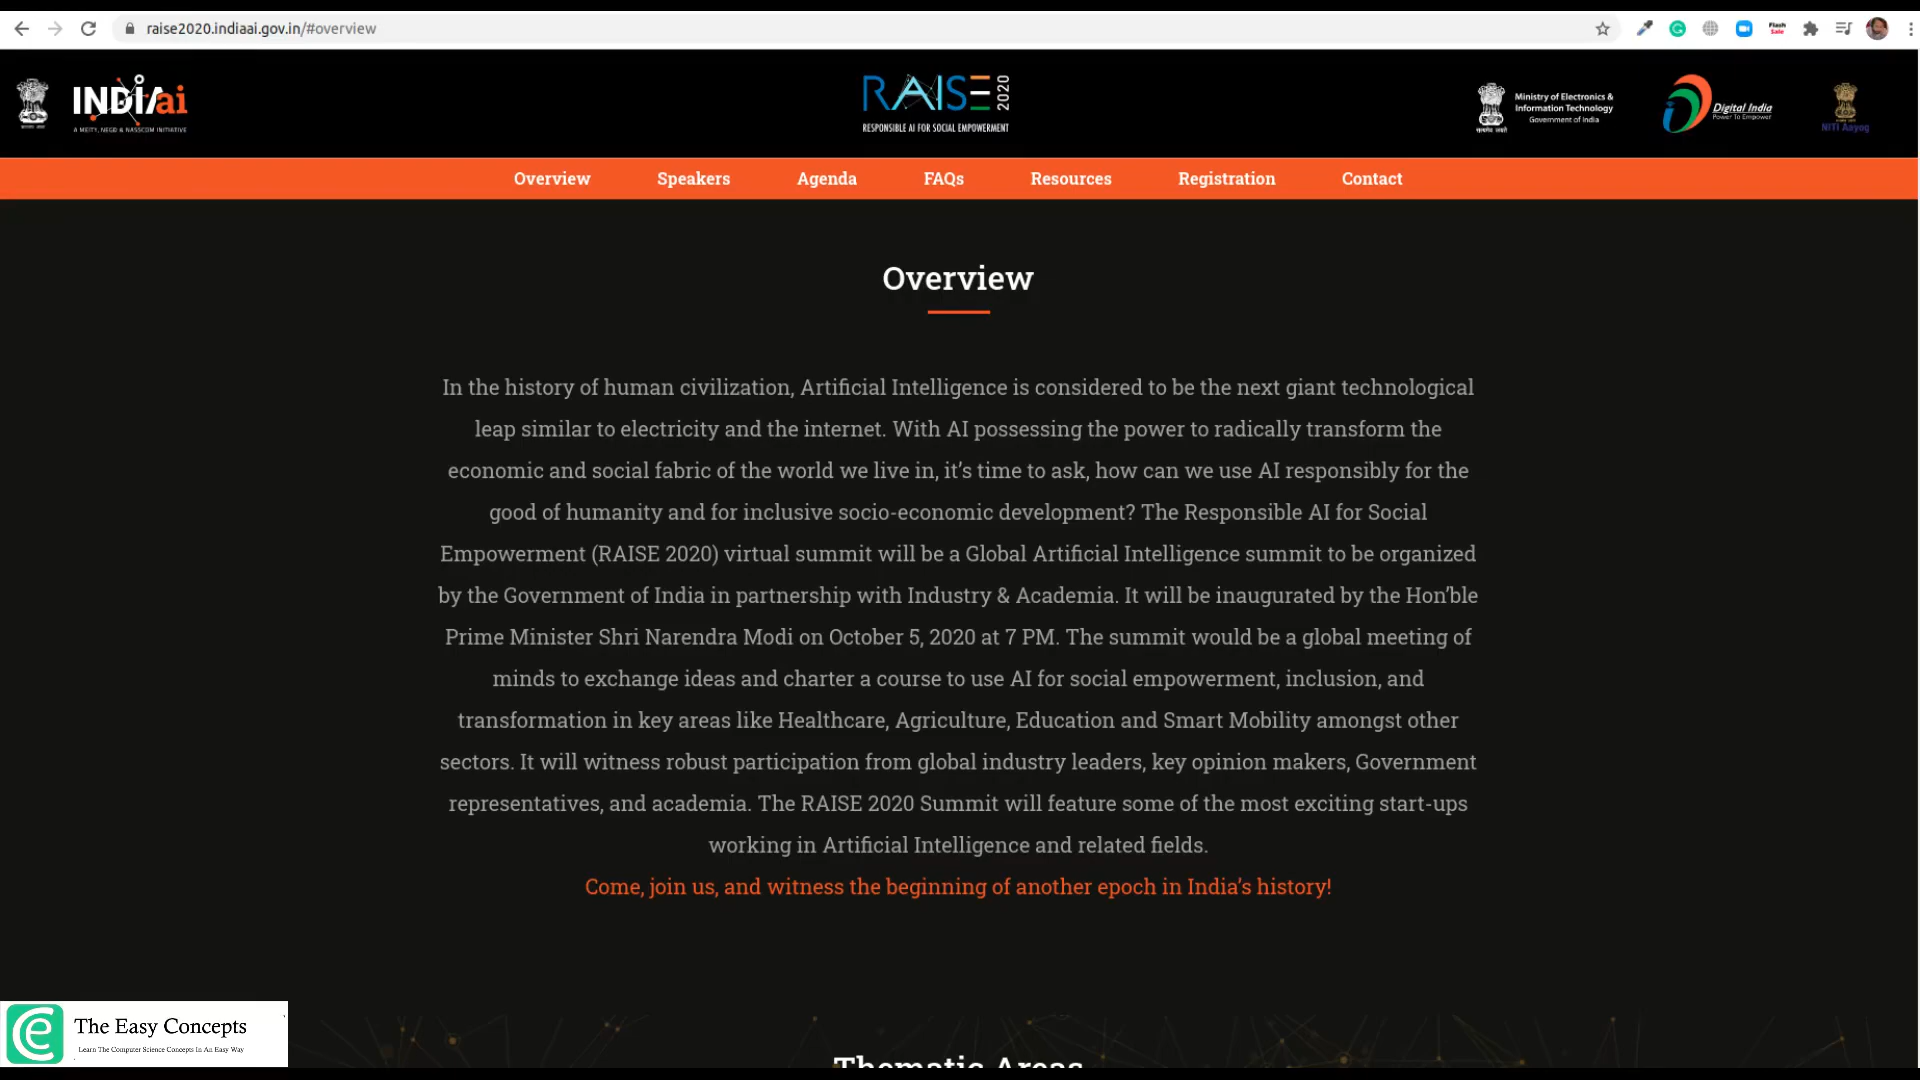 raise2020.indiaai.gov.in/#overview
Flash
Sale
INDIAai
A MEITY, NEGD & NASSCOM INITIATIVE
RAISE 2020
RESPONSIBLE AI FOR SOCIAL EMPOWERMENT
सत्यमेव जयते
Ministry of Electronics &
Information Technology
Government of India
Digital India
Power To Empower
NITI Aayog
Overview Speakers Agenda FAQs Resources Registration Contact
Overview
In the history of human civilization, Artificial Intelligence is considered to be the next giant technological
leap similar to electricity and the internet. With AI possessing the power to radically transform the
economic and social fabric of the world we live in, it’s time to ask, how can we use AI responsibly for the
good of humanity and for inclusive socio-economic development? The Responsible AI for Social
Empowerment (RAISE 2020) virtual summit will be a Global Artificial Intelligence summit to be organized
by the Government of India in partnership with Industry & Academia. It will be inaugurated by the Hon’ble
Prime Minister Shri Narendra Modi on October 5, 2020 at 7 PM. The summit would be a global meeting of
minds to exchange ideas and charter a course to use AI for social empowerment, inclusion, and
transformation in key areas like Healthcare, Agriculture, Education and Smart Mobility amongst other
sectors. It will witness robust participation from global industry leaders, key opinion makers, Government
representatives, and academia. The RAISE 2020 Summit will feature some of the most exciting start-ups
working in Artificial Intelligence and related fields.
Come, join us, and witness the beginning of another epoch in India’s history!
The Easy Concepts
Learn The Computer Science Concepts In An Easy Way
Thematic Areas